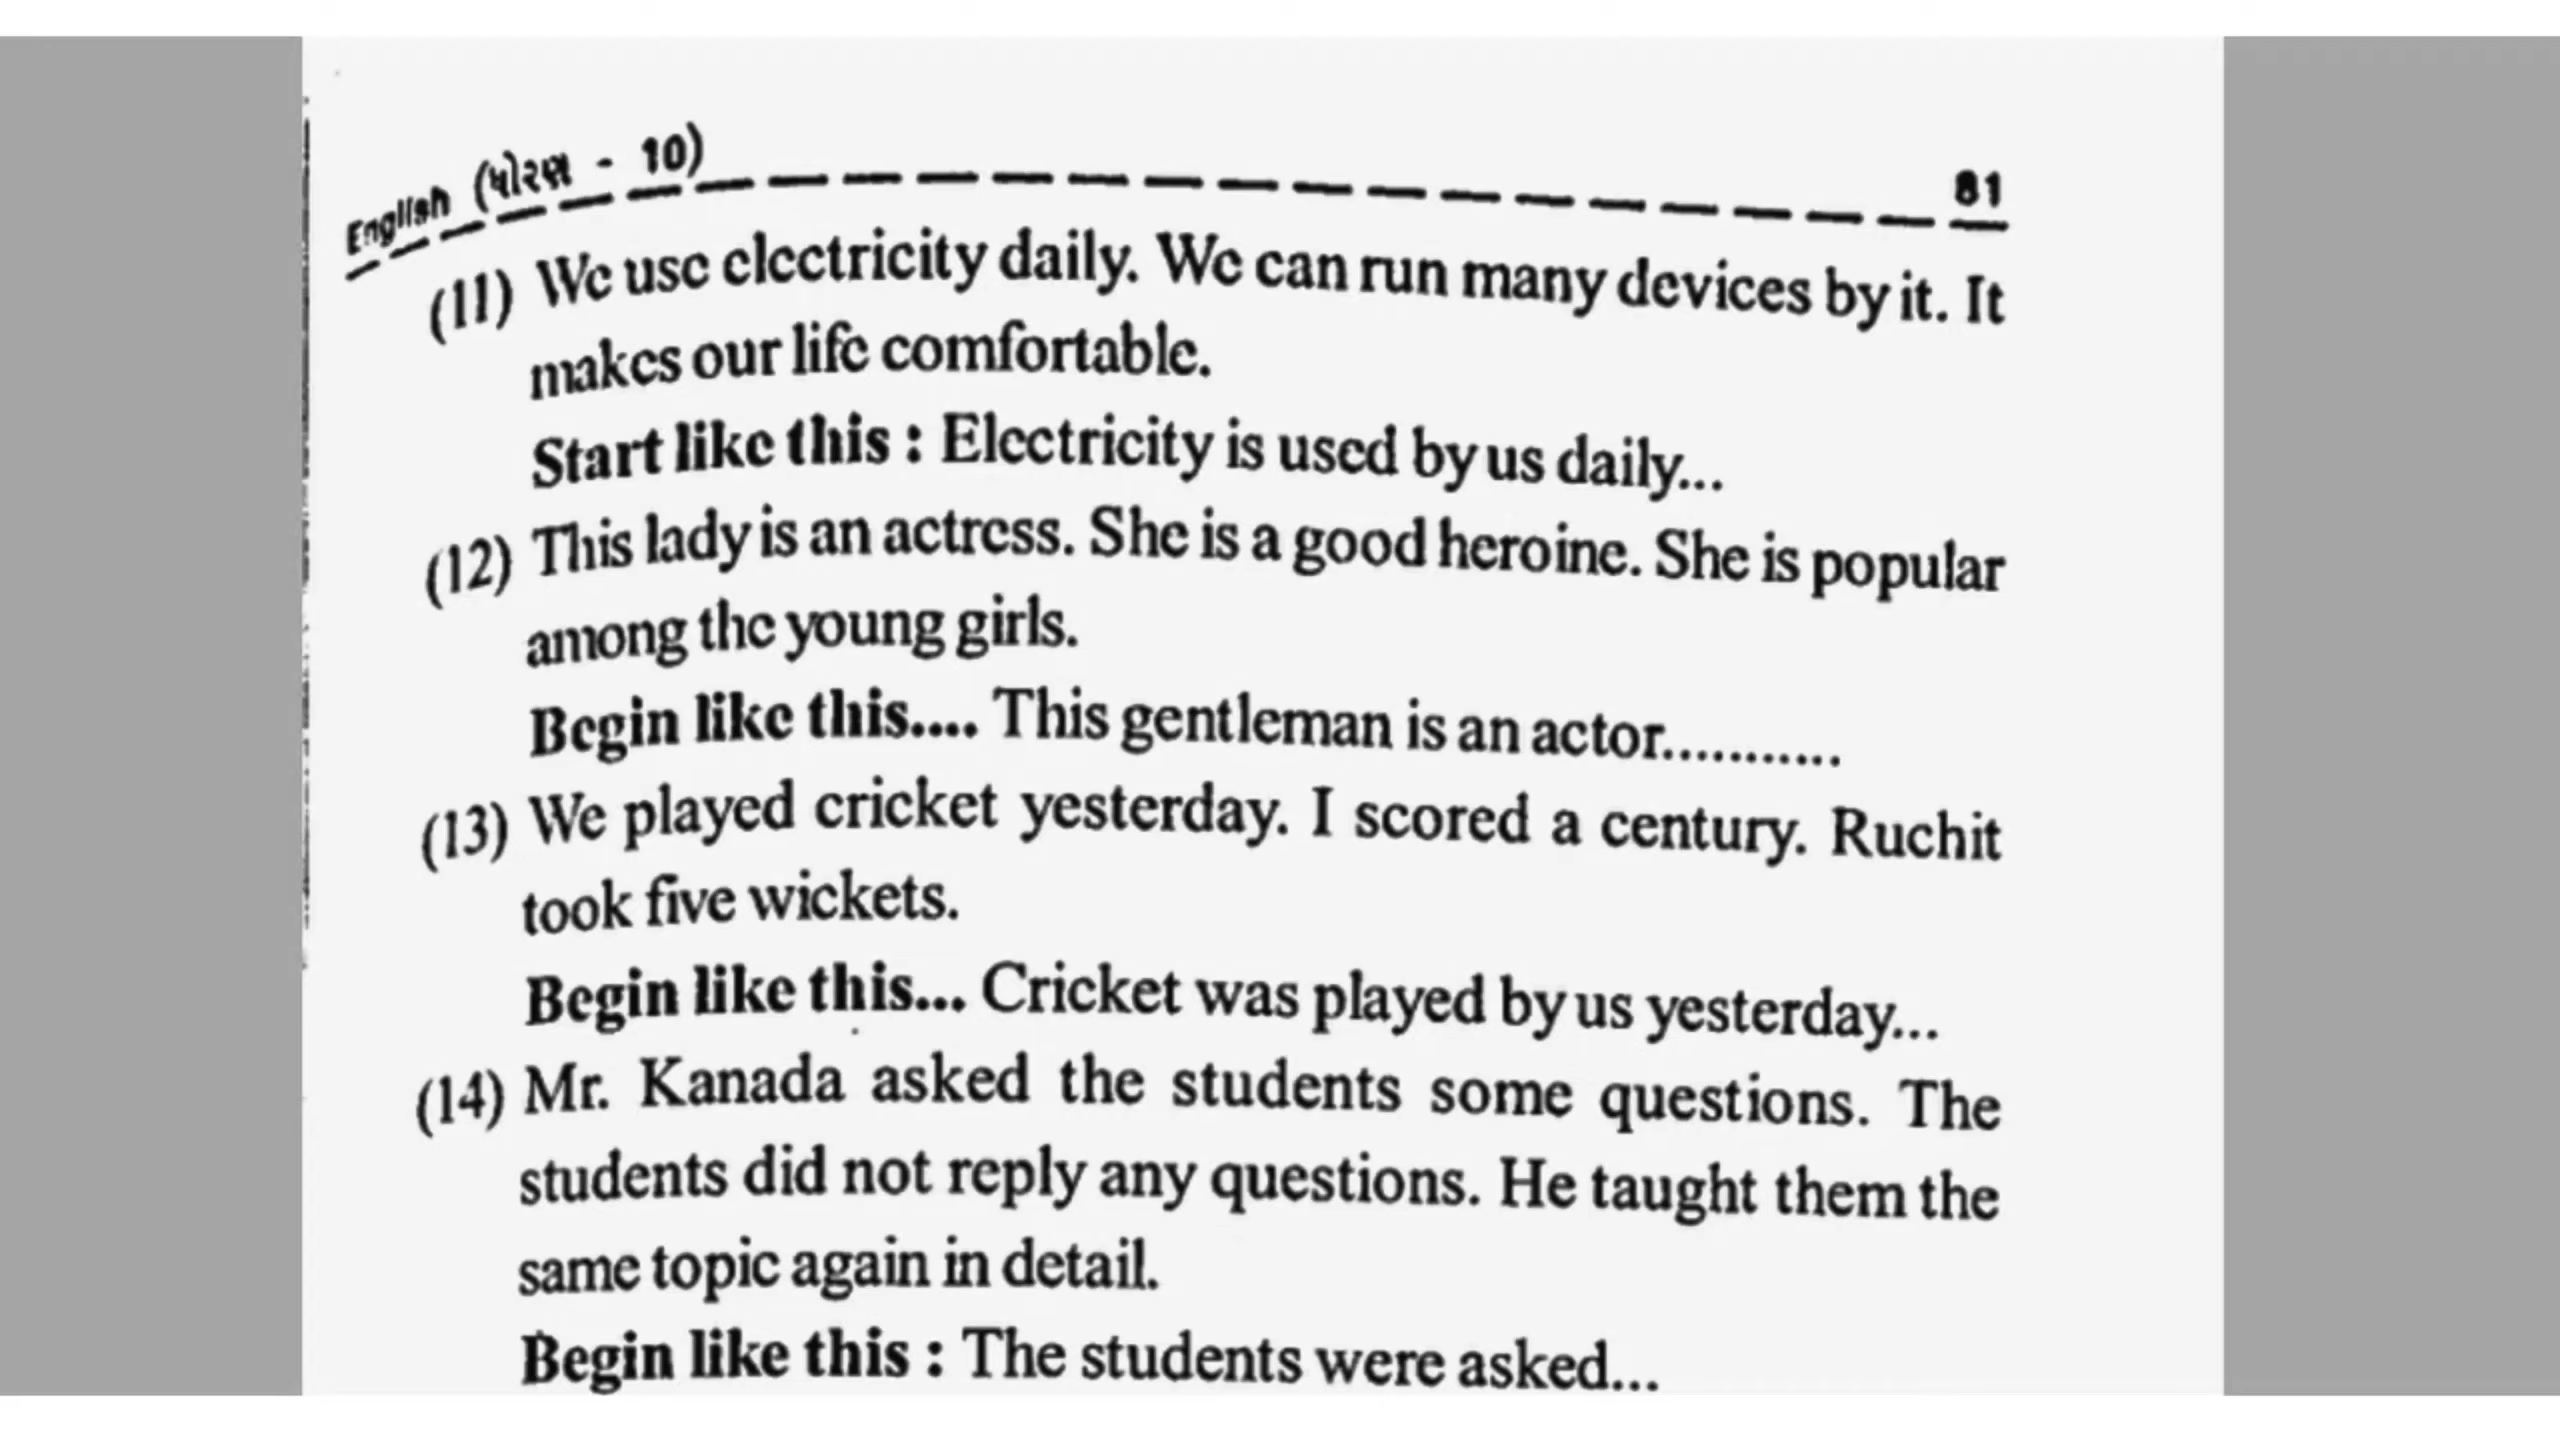 English (ધોરણ - 10)
81
(11) We use electricity daily. We can run many devices by it. It
makes our life comfortable.
Start like this : Electricity is used by us daily...
(12) This lady is an actress. She is a good heroine. She is popular
among the young girls.
Begin like this.... This gentleman is an actor...........
(13) We played cricket yesterday. I scored a century. Ruchit
took five wickets.
Begin like this... Cricket was played by us yesterday...
(14) Mr. Kanada asked the students some questions. The
students did not reply any questions. He taught them the
same topic again in detail.
Begin like this : The students were asked...